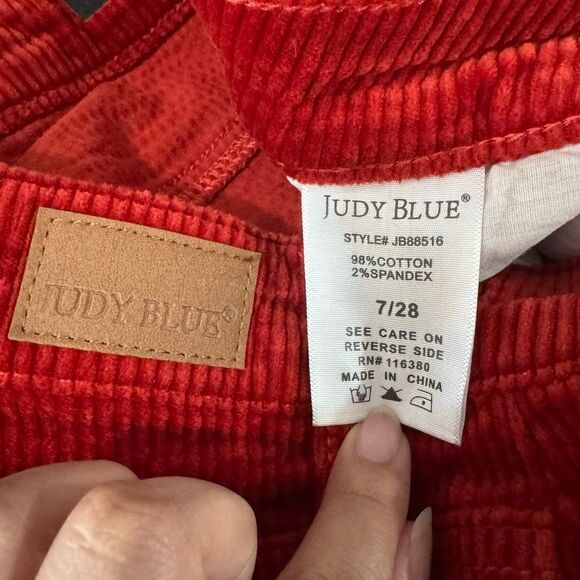 JUDY BLUE®
JUDY BLUE®
STYLE# JB88516
98%COTTON
2%SPANDEX
7/28
SEE CARE ON
REVERSE SIDE
RN# 116380
MADE IN CHINA